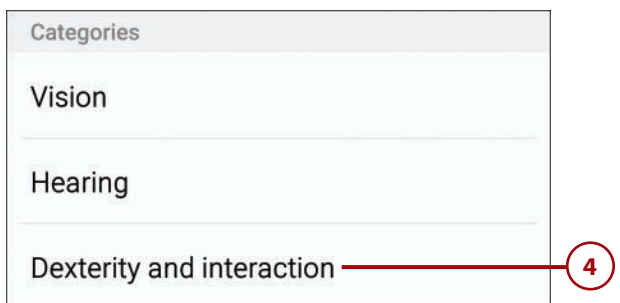 Categories
Vision
Hearing
Dexterity and interaction
4